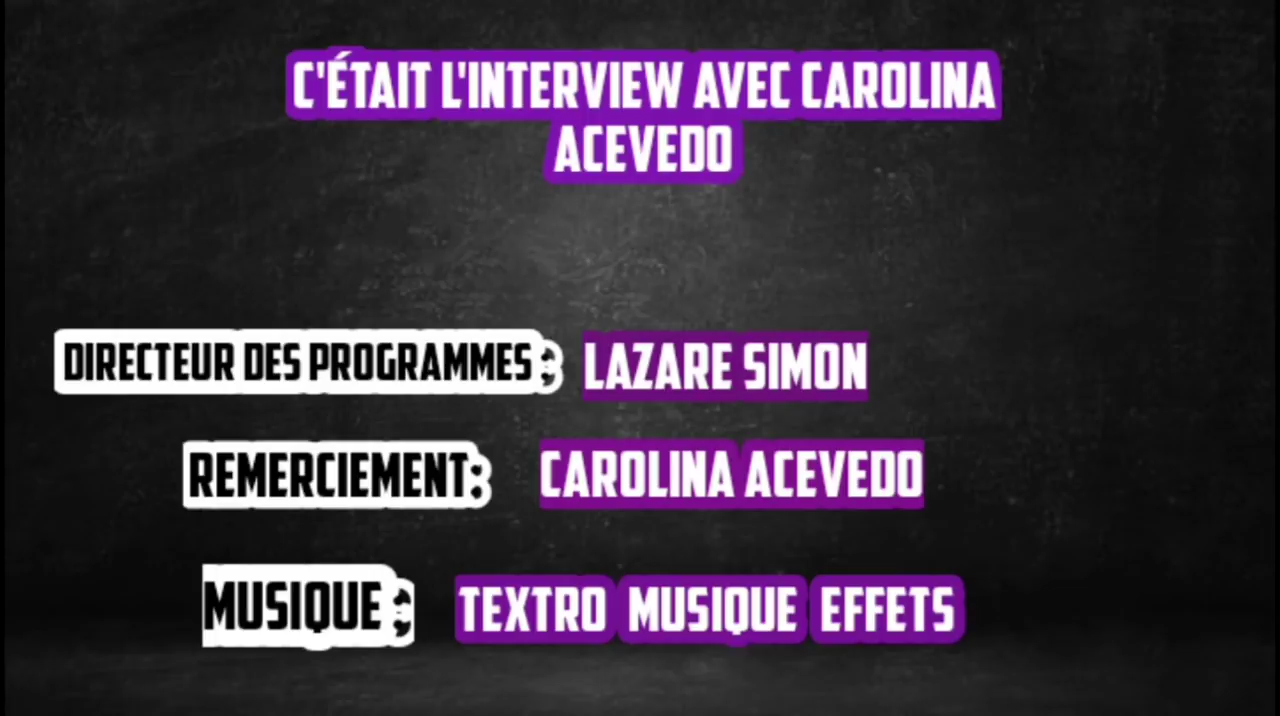 C'ÉTAIT L'INTERVIEW AVEC CAROLINA
ACEVEDO
DIRECTEUR DES PROGRAMMES ; LAZARE SIMON
REMERCIEMENT: CAROLINA ACEVEDO
MUSIQUE ; TEXTRO MUSIQUE EFFETS